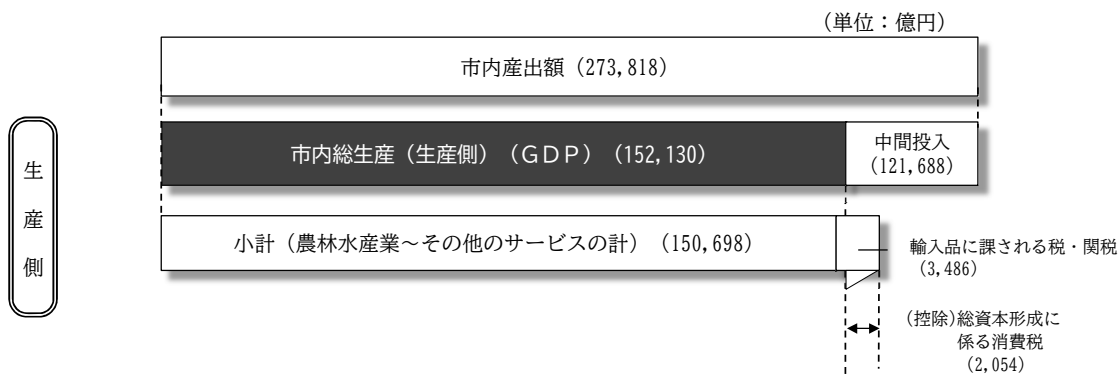 （単位：億円）
市内産出額（273,818）
生産側
市内総生産（生産側）（ＧＤＰ）（152,130）
中間投入
（121,688）
小計（農林水産業～その他のサービスの計）（150,698）
輸入品に課される税・関税
（3,486）
(控除)総資本形成に
係る消費税
（2,054）